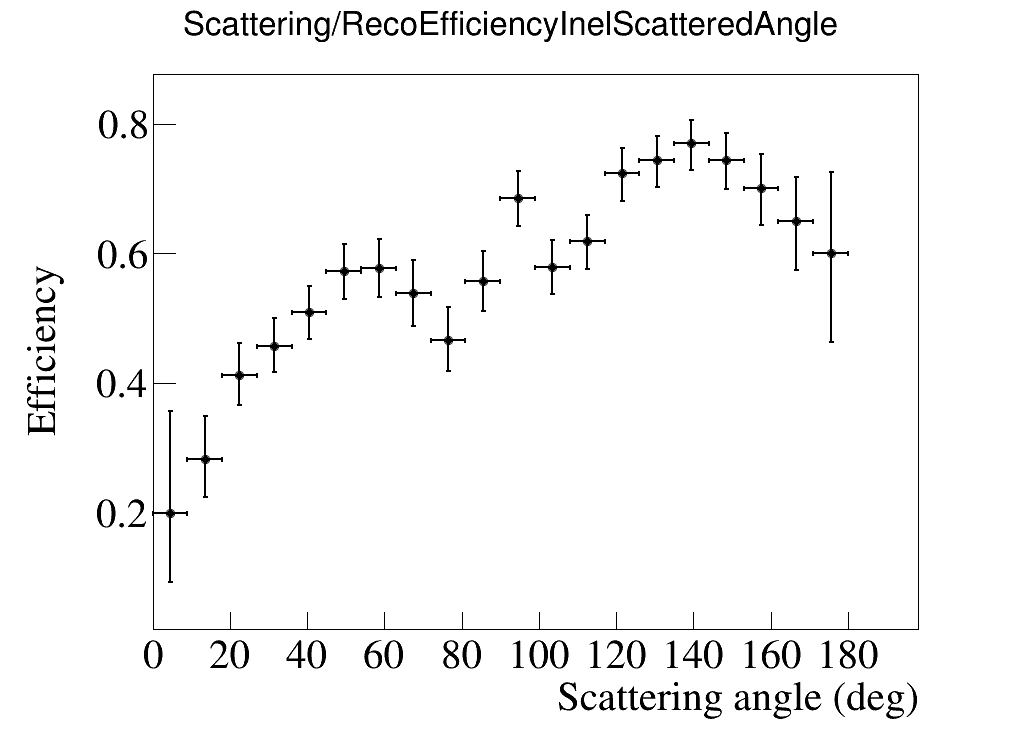 Scattering/RecoEfficiencyInelScatteredAngle
0.8
0.6
0.4
0.2
Efficiency
0 20 40 60 80 100 120 140 160 180
Scattering angle (deg)